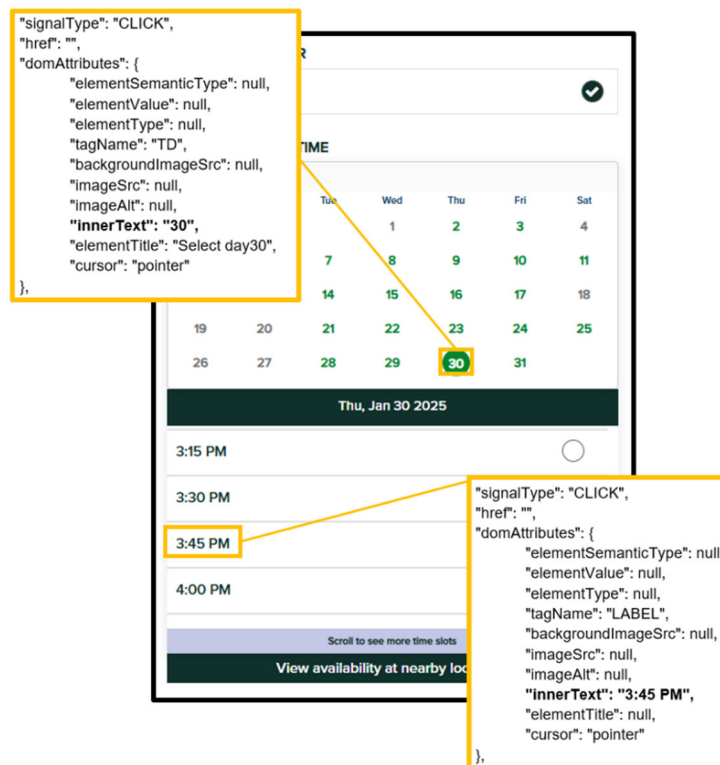 "signalType": "CLICK",
"href": "",
"domAttributes": {
"elementSemanticType": null,
"elementValue": null,
"elementType": null,
"tagName": "TD",
"backgroundImageSrc": null,
"imageSrc": null,
"imageAlt": null,
"innerText": "30",
"elementTitle": "Select day30",
"cursor": "pointer"
},
R
TIME
Tue Wed Thu Fri Sat
1 2 3 4
7 8 9 10 11
14 15 16 17 18
19 20 21 22 23 24 25
26 27 28 29 30 31
Thu, Jan 30 2025
3:15 PM
3:30 PM
3:45 PM
4:00 PM
Scroll to see more time slots
View availability at nearby loc
"signalType": "CLICK",
"href": "",
"domAttributes": {
"elementSemanticType": null
"elementValue": null,
"elementType": null,
"tagName": "LABEL",
"backgroundImageSrc": null,
"imageSrc": null,
"imageAlt": null,
"innerText": "3:45 PM",
"elementTitle": null,
"cursor": "pointer"
},